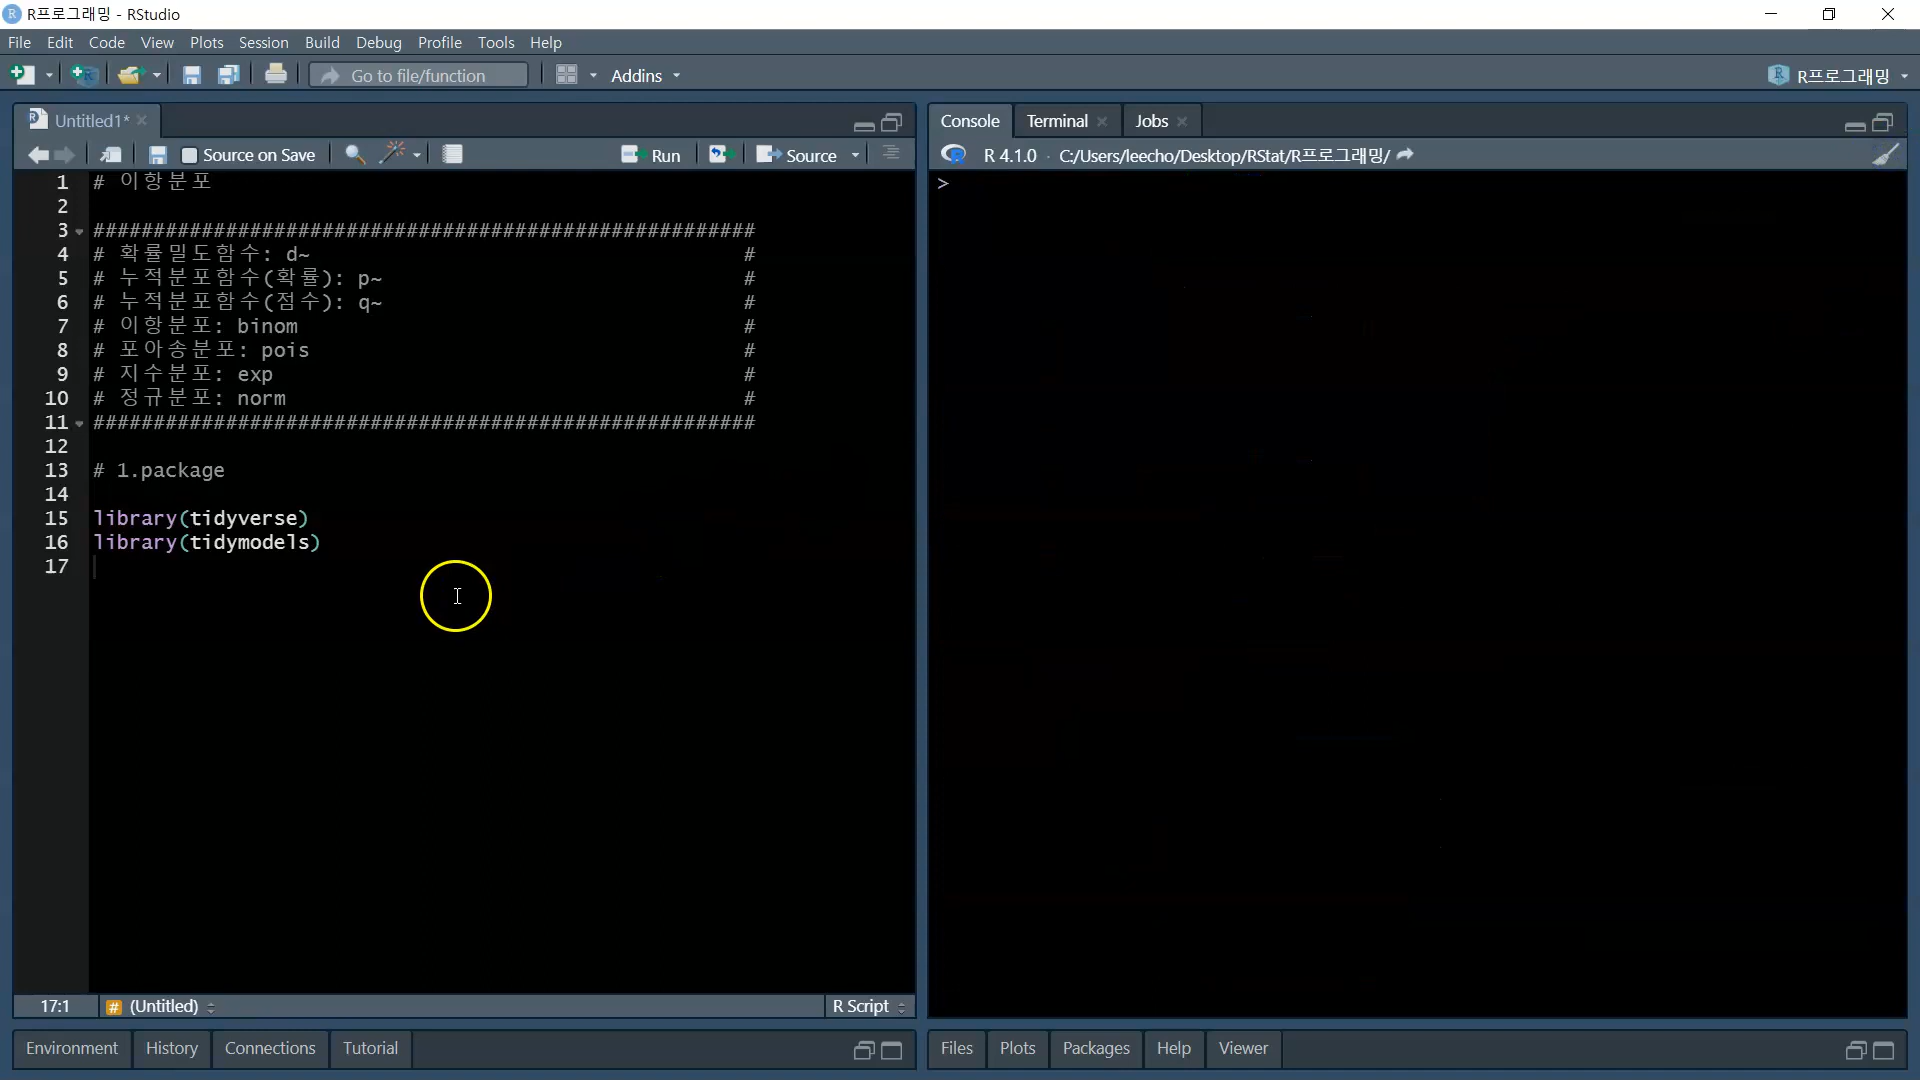 R프로그래밍 - RStudio
File Edit Code View Plots Session Build Debug Profile Tools Help
Go to file/function Addins R프로그래밍
Untitled1*
Source on Save Run Source
1 # 이항분포
2
3 #######################################################
4 # 확률밀도함수: d~ #
5 # 누적분포함수(확률): p~ #
6 # 누적분포함수(점수): q~ #
7 # 이항분포: binom #
8 # 포아송분포: pois #
9 # 지수분포: exp #
10 # 정규분포: norm #
11 #######################################################
12
13 # 1.package
14
15 library(tidyverse)
16 library(tidymodels)
17
17:1 # (Untitled) R Script
Console Terminal Jobs
R 4.1.0 · C:/Users/leecho/Desktop/RStat/R프로그래밍/
>
Environment History Connections Tutorial
Files Plots Packages Help Viewer